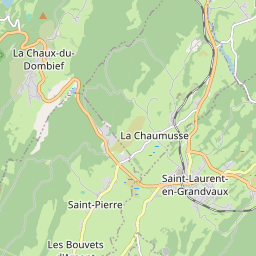 La Chaux-du-
Dombief
La Chaumusse
Saint-Laurent-
en-Grandvaux
Saint-Pierre
Les Bouvets